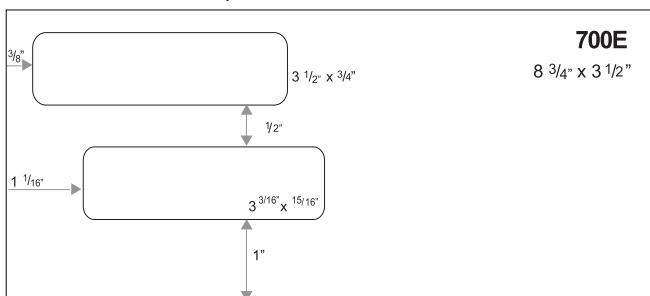 700E
8 3/4" x 3 1/2"
3/8"
3 1/2" x 3/4"
1/2"
1 1/16"
3 3/16" x 15/16"
1"